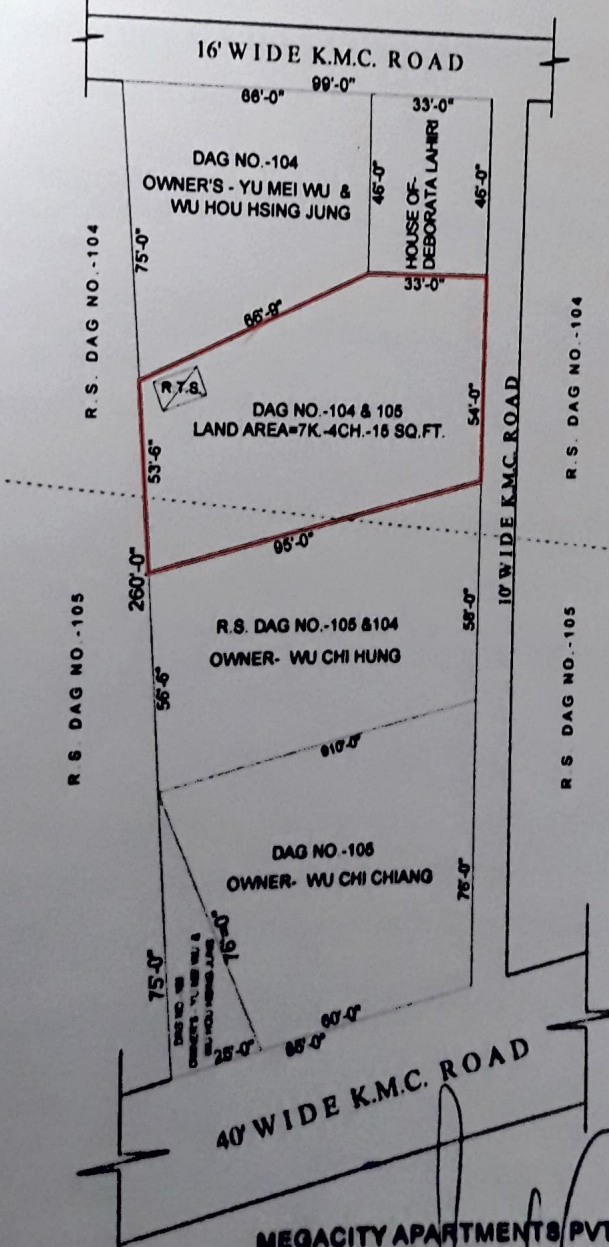 16' WIDE K.M.C. ROAD
99'-0"
66'-0"
33'-0"
DAG NO.-104
OWNER'S - YU MEI WU &
WU HOU HSING JUNG
46'-0"
HOUSE OF-
DEBORATA LAHIRI
46'-0"
R.S. DAG NO.-104
75'-0"
33'-0"
66'-9"
R.T.S.
DAG NO.-104 & 105
LAND AREA=7K.-4CH.-15 SQ.FT.
54'-0"
10' WIDE K.M.C. ROAD
R.S. DAG NO.-104
53'-6"
95'-0"
260'-0"
R.S. DAG NO.-105 &104
OWNER- WU CHI HUNG
58'-0"
R.S. DAG NO.-105
56'-6"
R.S DAG NO.-105
DAG NO.-105
OWNER- WU CHI CHIANG
76'-0"
76'-0"
75'-0"
25'-0"
60'-0"
85'-0"
40' WIDE K.M.C. ROAD
MEGACITY APARTMENTS PVT